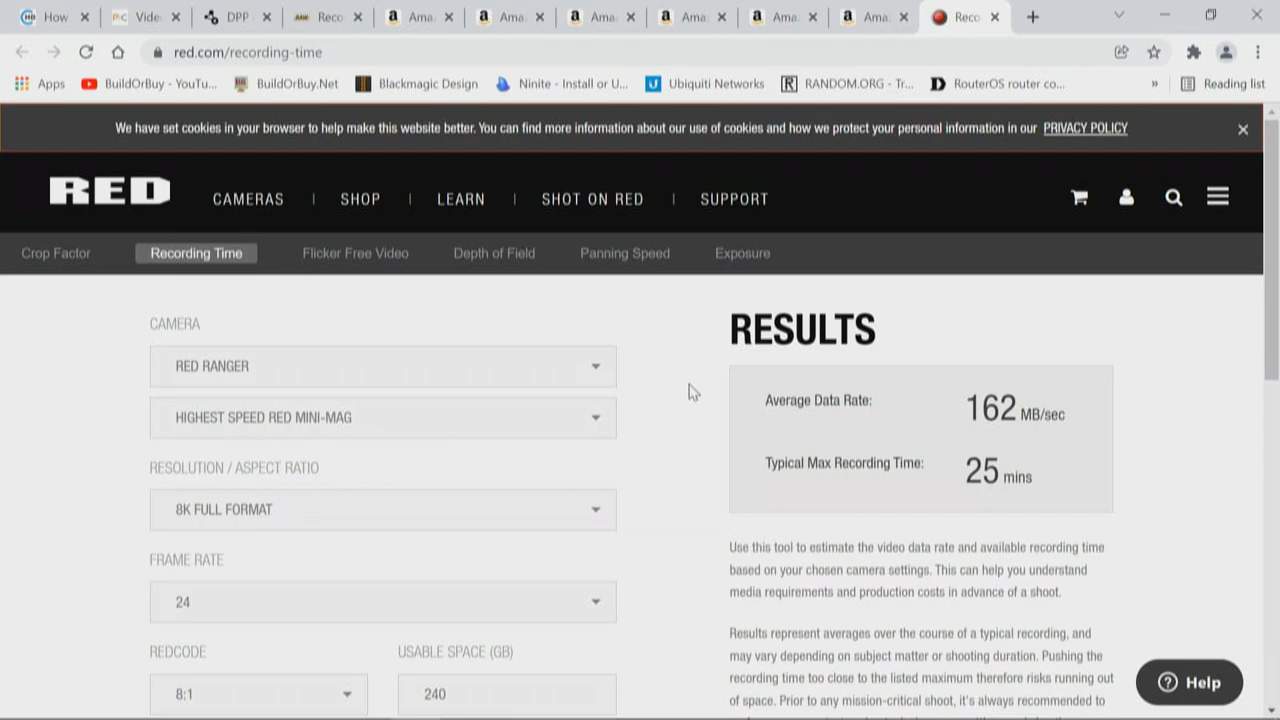 How
Vide
DPP
Reco
Ama
Ama
Ama
Ama
Ama
Ama
Reco
red.com/recording-time
Apps
BuildOrBuy - YouTu...
BuildOrBuy.Net
Blackmagic Design
Ninite - Install or U...
Ubiquiti Networks
RANDOM.ORG - Tr...
RouterOS router co...
»
Reading list
We have set cookies in your browser to help make this website better. You can find more information about our use of cookies and how we protect your personal information in our PRIVACY POLICY
RED
CAMERAS | SHOP | LEARN SHOT ON RED | SUPPORT
Crop Factor Recording Time Flicker Free Video Depth of Field Panning Speed Exposure
CAMERA
RED RANGER
HIGHEST SPEED RED MINI-MAG
RESOLUTION / ASPECT RATIO
8K FULL FORMAT
FRAME RATE
24
REDCODE
8:1
USABLE SPACE (GB)
240
RESULTS
Average Data Rate: 162 MB/sec
Typical Max Recording Time: 25 mins
Use this tool to estimate the video data rate and available recording time
based on your chosen camera settings. This can help you understand
media requirements and production costs in advance of a shoot.
Results represent averages over the course of a typical recording, and
may vary depending on subject matter or shooting duration. Pushing the
recording time too close to the listed maximum therefore risks running out
of space. Prior to any mission-critical shoot, it's always recommended to
Help